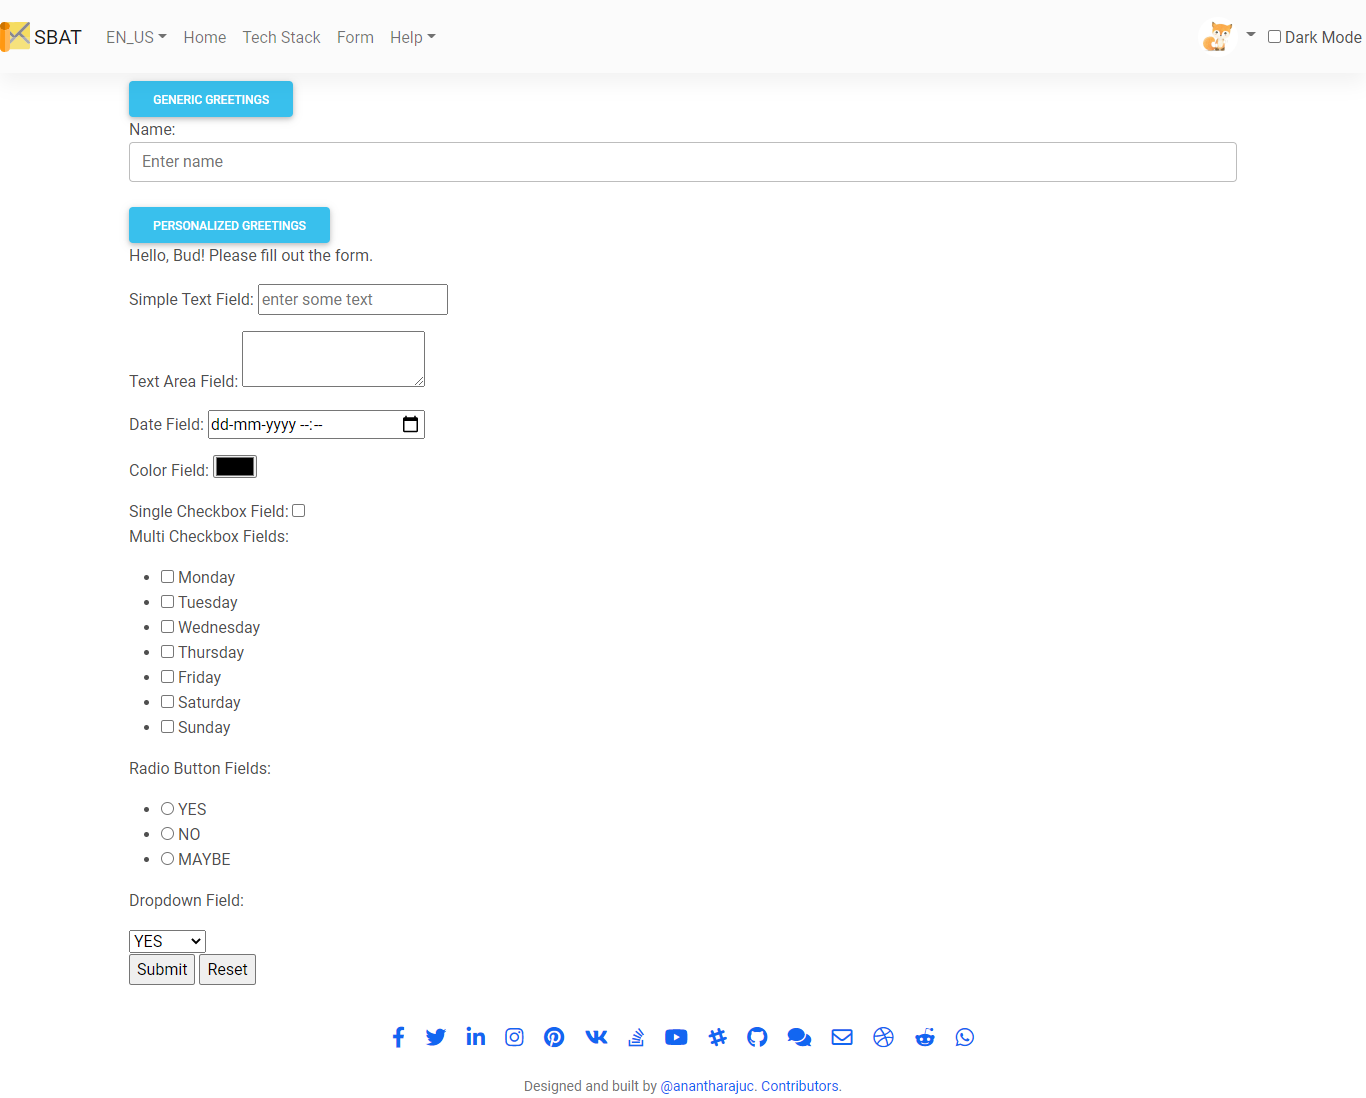 SBAT EN_US Home Tech Stack Form Help Dark Mode
GENERIC GREETINGS
Name:
Enter name
PERSONALIZED GREETINGS
Hello, Bud! Please fill out the form.
Simple Text Field: enter some text
Text Area Field:
Date Field: dd-mm-yyyy --:--
Color Field:
Single Checkbox Field:
Multi Checkbox Fields:
Monday
Tuesday
Wednesday
Thursday
Friday
Saturday
Sunday
Radio Button Fields:
YES
NO
MAYBE
Dropdown Field:
YES
Submit Reset
Designed and built by @anantharajuc. Contributors.